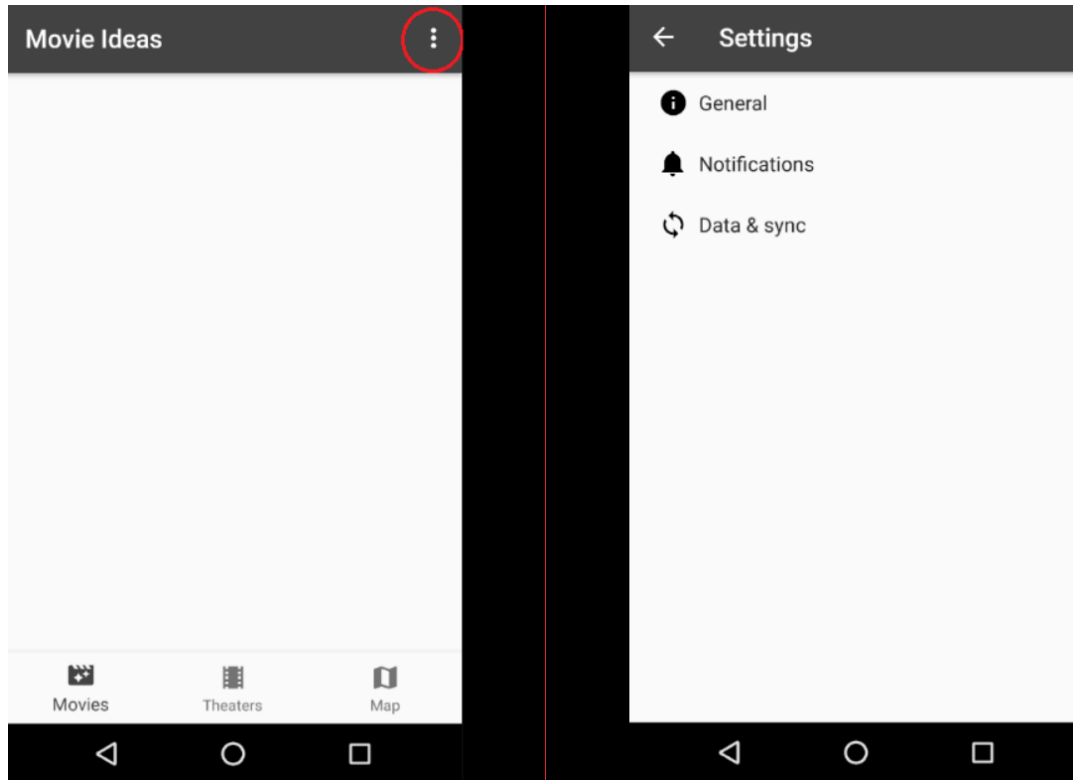 Movie Ideas
Movies
Theaters
Map
Settings
General
Notifications
Data & sync